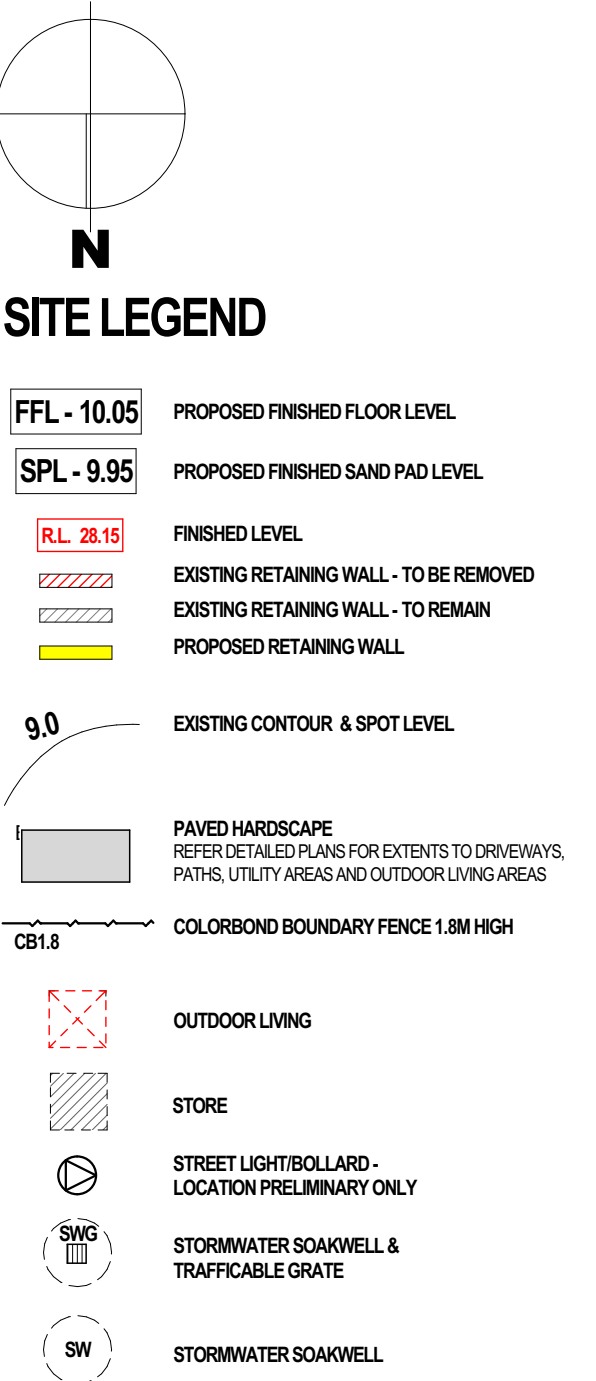 N
SITE LEGEND
FFL - 10.05 PROPOSED FINISHED FLOOR LEVEL
SPL - 9.95 PROPOSED FINISHED SAND PAD LEVEL
R.L. 28.15 FINISHED LEVEL
EXISTING RETAINING WALL - TO BE REMOVED
EXISTING RETAINING WALL - TO REMAIN
PROPOSED RETAINING WALL
9.0 EXISTING CONTOUR & SPOT LEVEL
PAVED HARDSCAPE
REFER DETAILED PLANS FOR EXTENTS TO DRIVEWAYS,
PATHS, UTILITY AREAS AND OUTDOOR LIVING AREAS
COLORBOND BOUNDARY FENCE 1.8M HIGH
CB1.8
OUTDOOR LIVING
STORE
STREET LIGHT/BOLLARD -
LOCATION PRELIMINARY ONLY
SWG
STORMWATER SOAKWELL &
TRAFFICABLE GRATE
SW STORMWATER SOAKWELL